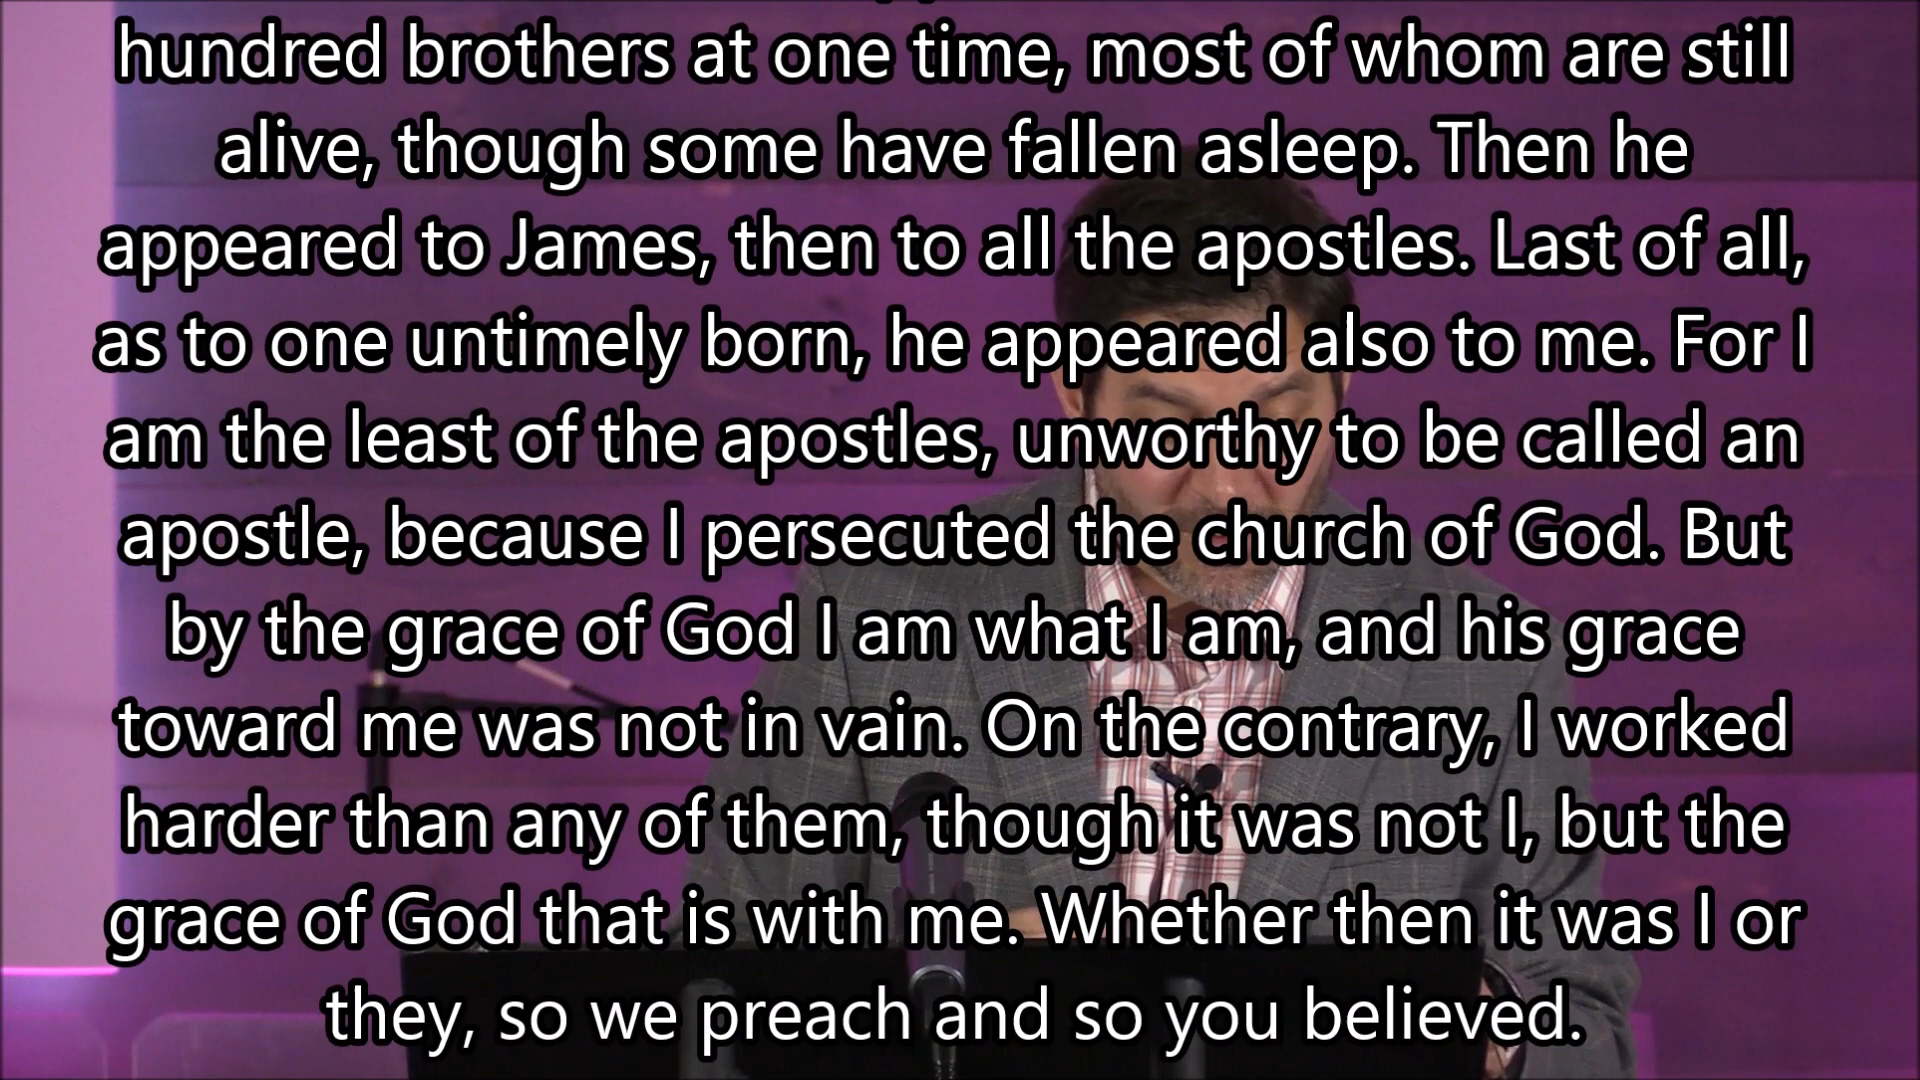 hundred brothers at one time, most of whom are still
alive, though some have fallen asleep. Then he
appeared to James, then to all the apostles. Last of all,
as to one untimely born, he appeared also to me. For I
am the least of the apostles, unworthy to be called an
apostle, because I persecuted the church of God. But
by the grace of God I am what I am, and his grace
toward me was not in vain. On the contrary, I worked
harder than any of them, though it was not I, but the
grace of God that is with me. Whether then it was I or
they, so we preach and so you believed.